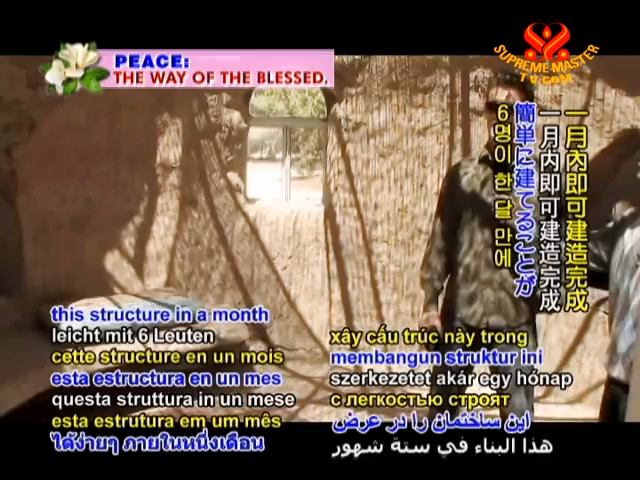 PEACE:
THE WAY OF THE BLESSED.
SUPREME MASTER
TV.COM
一月內即可建造完成
一月内即可建造完成
簡単に建てることが
6명이 한 달 만에
this structure in a month
leicht mit 6 Leuten
cette structure en un mois
esta estructura en un mes
questa struttura in un mese
esta estrutura em um mês
ได้ง่ายๆ ภายในหนึ่งเดือน
xây cấu trúc này trong
membangun struktur ini
szerkezetet akár egy hónap
с легкостью строят
این ساختمان را در عرض
هذا البناء في ستة شهور